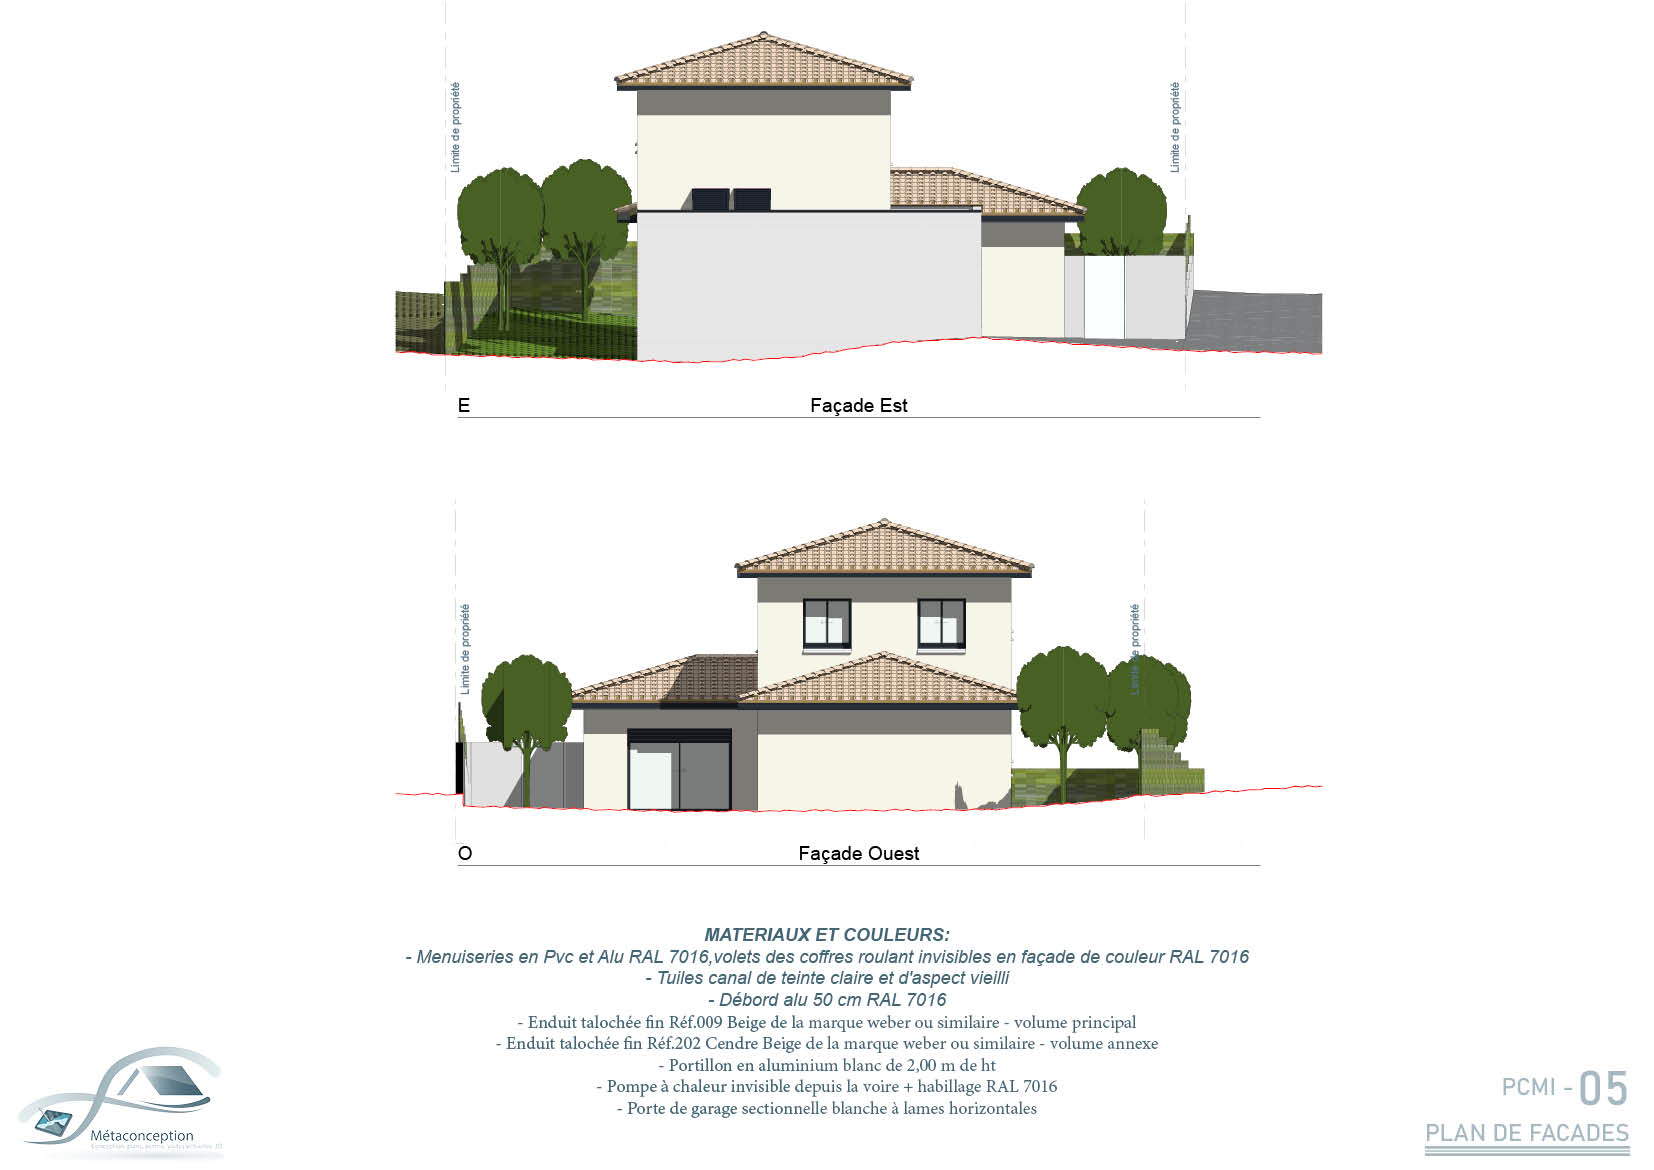 Limite de propriété
Limite de propriété
E
Façade Est
Limite de propriété
Limite de propriété
O
Façade Ouest
MATERIAUX ET COULEURS:
- Menuiseries en Pvc et Alu RAL 7016,volets des coffres roulant invisibles en façade de couleur RAL 7016
- Tuiles canal de teinte claire et d'aspect vieilli
- Débord alu 50 cm RAL 7016
- Enduit talochée fin Réf.009 Beige de la marque weber ou similaire - volume principal
- Enduit talochée fin Réf.202 Cendre Beige de la marque weber ou similaire - volume annexe
- Portillon en aluminium blanc de 2,00 m de ht
- Pompe à chaleur invisible depuis la voire + habillage RAL 7016
- Porte de garage sectionnelle blanche à lames horizontales
Métaconception
PCMI - 05
PLAN DE FACADES